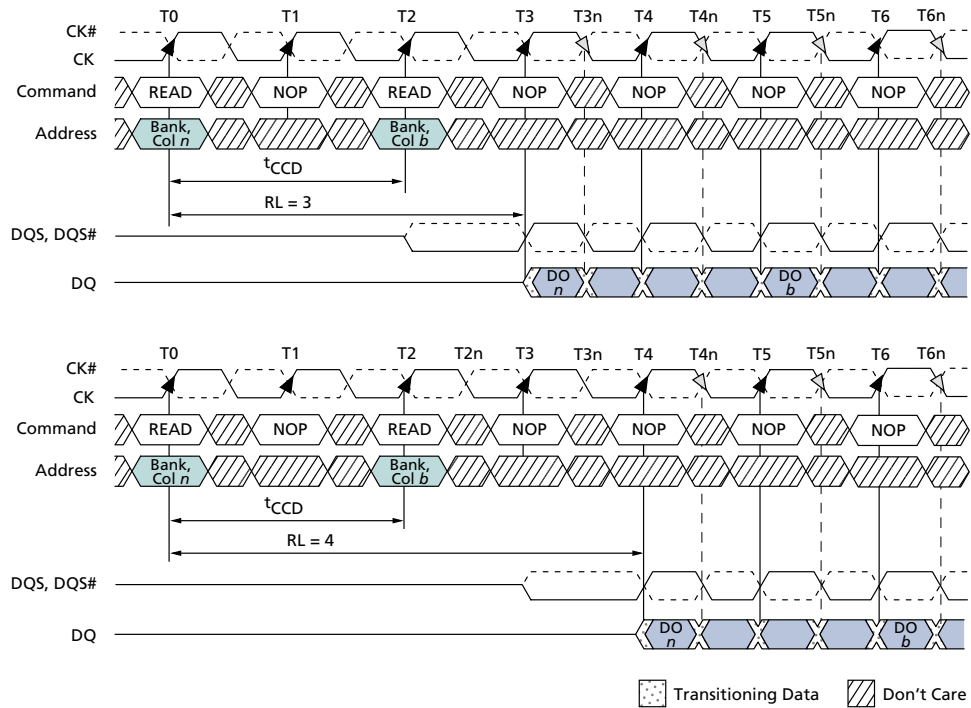 T0 T1 T2 T3 T3n T4 T4n T5 T5n T6 T6n
CK#
CK
Command READ NOP READ NOP NOP NOP NOP
Address Bank, Col n Bank, Col b
tCCD
RL = 3
DQS, DQS#
DQ DO n DO b
T0 T1 T2 T2n T3 T3n T4 T4n T5 T5n T6 T6n
CK#
CK
Command READ NOP READ NOP NOP NOP NOP
Address Bank, Col n Bank, Col b
tCCD
RL = 4
DQS, DQS#
DQ DO n DO b
Transitioning Data Don't Care